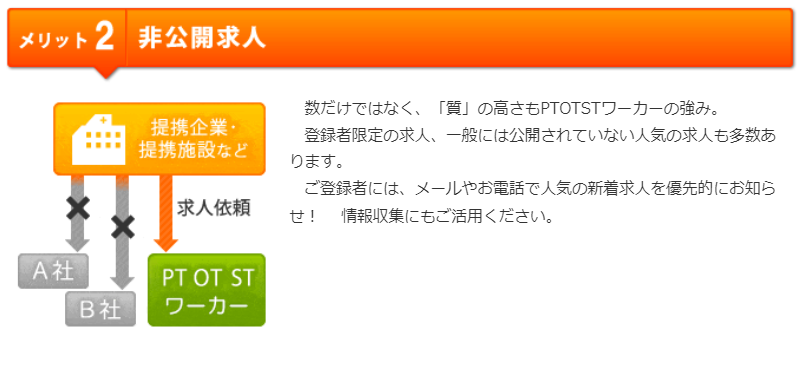 メリット 2 非公開求人
提携企業・
提携施設など
求人依頼
A社
B社
PT OT ST
ワーカー
数だけではなく、「質」の高さもPTOTSTワーカーの強み。
登録者限定の求人、一般には公開されていない人気の求人も多数あ
ります。
ご登録者には、メールやお電話で人気の新着求人を優先的にお知ら
せ！　情報収集にもご活用ください。